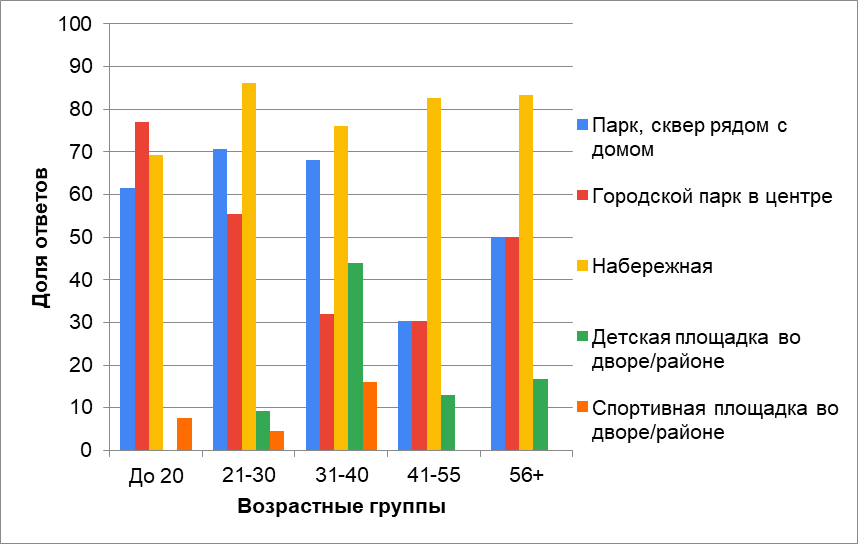 100
90
80
70
60
50
40
30
20
10
0
Доля ответов
До 20
21-30
31-40
41-55
56+
Возрастные группы
Парк, сквер рядом с
домом
Городской парк в центре
Набережная
Детская площадка во
дворе/районе
Спортивная площадка во
дворе/районе